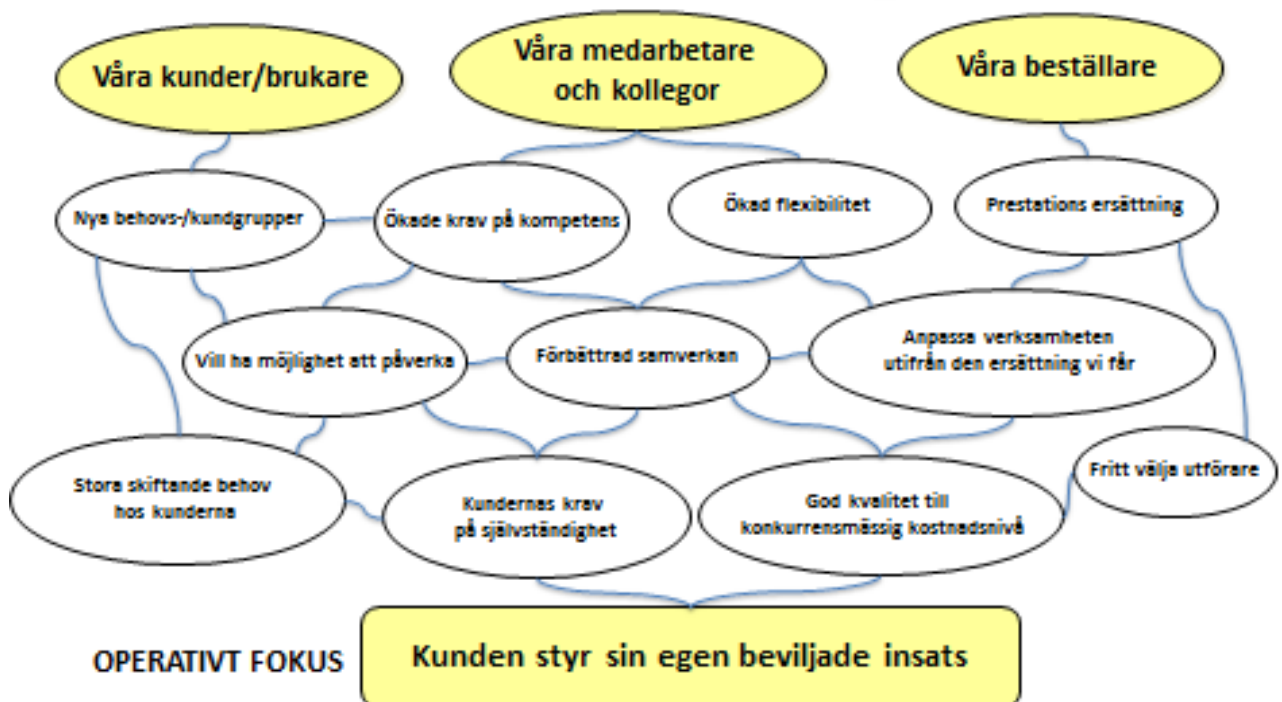 Våra kunder/brukare
Våra medarbetare
och kollegor
Våra beställare
Nya behovs-/kundgrupper
Ökade krav på kompetens
Ökad flexibilitet
Prestations ersättning
Vill ha möjlighet att påverka
Förbättrad samverkan
Anpassa verksamheten
utifrån den ersättning vi får
Stora skiftande behov
hos kunderna
Kundernas krav
på självständighet
God kvalitet till
konkurrensmässig kostnadsnivå
Fritt välja utförare
OPERATIVT FOKUS
Kunden styr sin egen beviljade insats